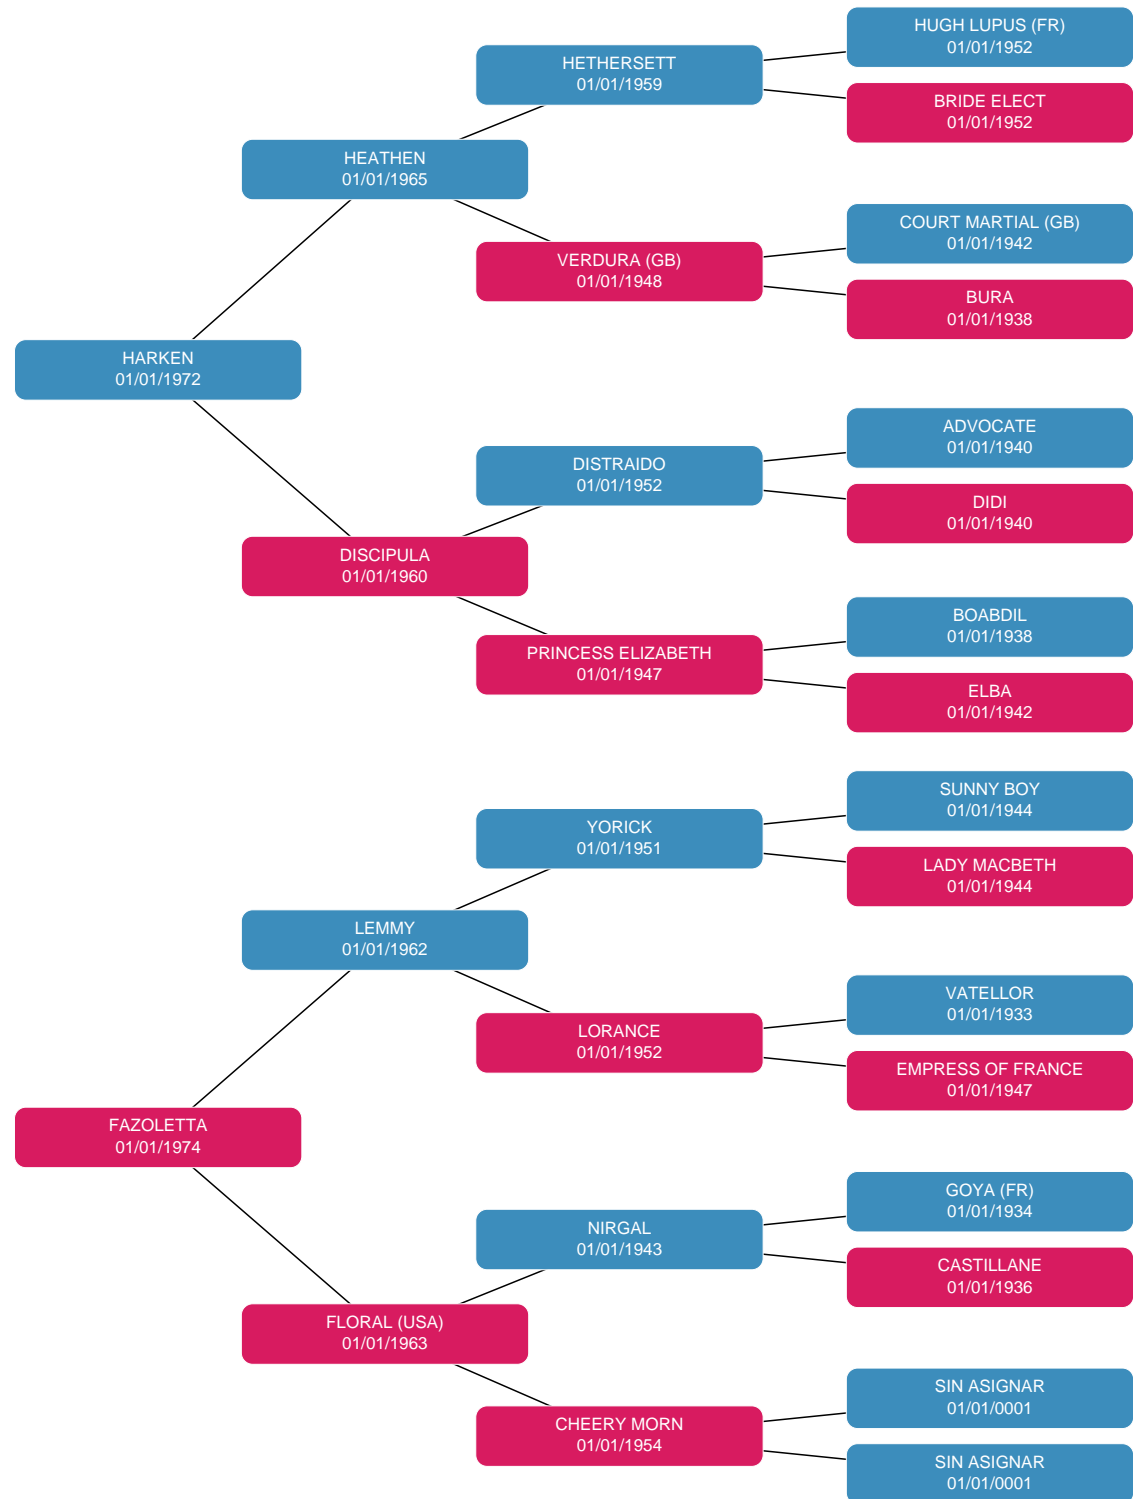 HUGH LUPUS (FR)
01/01/1952
HETHERSETT
01/01/1959
BRIDE ELECT
01/01/1952
HEATHEN
01/01/1965
COURT MARTIAL (GB)
01/01/1942
VERDURA (GB)
01/01/1948
BURA
01/01/1938
HARKEN
01/01/1972
ADVOCATE
01/01/1940
DISTRAIDO
01/01/1952
DIDI
01/01/1940
DISCIPULA
01/01/1960
BOABDIL
01/01/1938
PRINCESS ELIZABETH
01/01/1947
ELBA
01/01/1942
SUNNY BOY
01/01/1944
YORICK
01/01/1951
LADY MACBETH
01/01/1944
LEMMY
01/01/1962
VATELLOR
01/01/1933
LORANCE
01/01/1952
EMPRESS OF FRANCE
01/01/1947
FAZOLETTA
01/01/1974
GOYA (FR)
01/01/1934
NIRGAL
01/01/1943
CASTILLANE
01/01/1936
FLORAL (USA)
01/01/1963
SIN ASIGNAR
01/01/0001
CHEERY MORN
01/01/1954
SIN ASIGNAR
01/01/0001